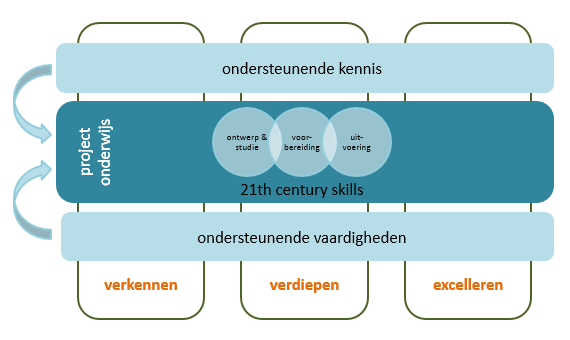 ondersteunende kennis
project
onderwijs
ontwerp &
studie
voor-
bereiding
uit-
voering
21th century skills
ondersteunende vaardigheden
verkennen
verdiepen
excelleren